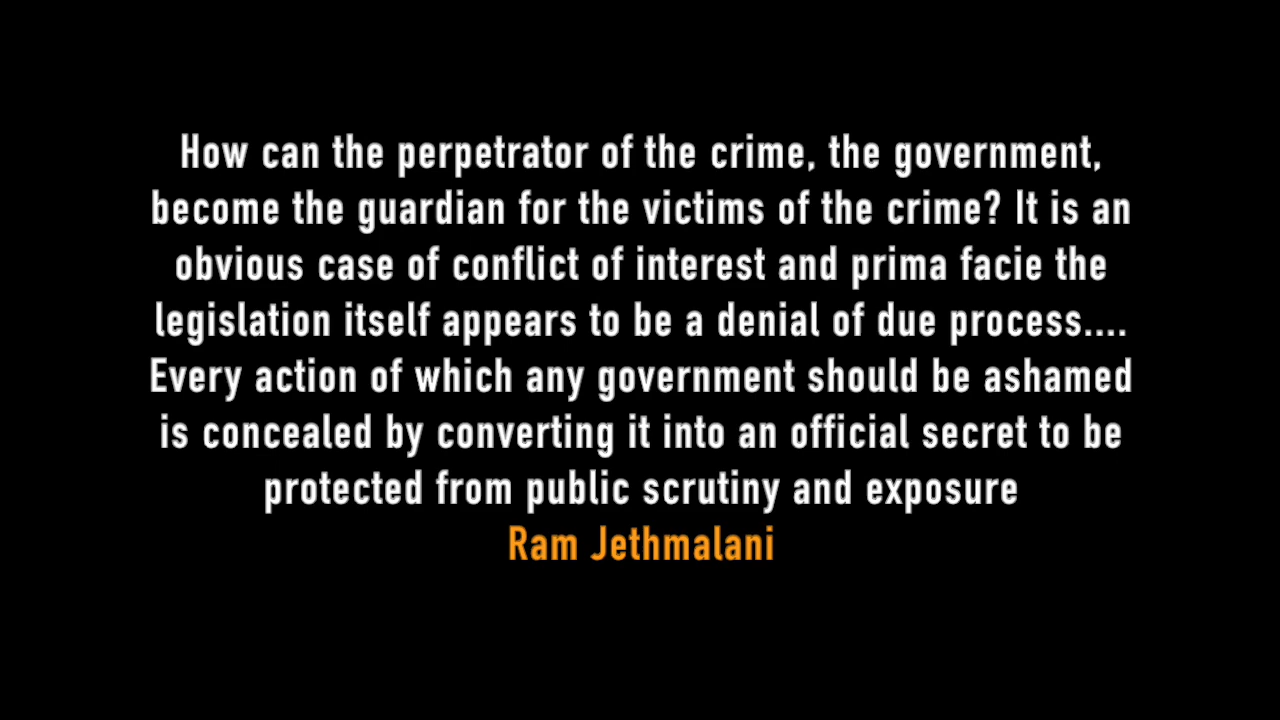 How can the perpetrator of the crime, the government,
become the guardian for the victims of the crime? It is an
obvious case of conflict of interest and prima facie the
legislation itself appears to be a denial of due process....
Every action of which any government should be ashamed
is concealed by converting it into an official secret to be
protected from public scrutiny and exposure
Ram Jethmalani